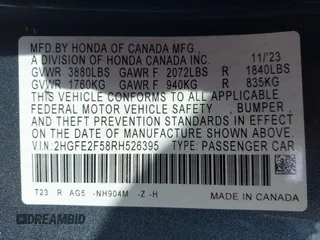 MFD.BY HONDA OF CANADA MFG.,
A DIVISION OF HONDA CANADA INC. 11/'23
GVWR 3880LBS GAWR F 2072LBS R 1840LBS
GVWR 1760KG GAWR F 940KG R 835KG
THIS VEHICLE CONFORMS TO ALL APPLICABLE
FEDERAL MOTOR VEHICLE SAFETY , BUMPER ,
AND THEFT PREVENTION STANDARDS IN EFFECT ON
DATE OF MANUFACTURE SHOWN ABOVE.
V.I.N: 2HGFE2F58RH526395 TYPE: PASSENGER CAR
T23 R AG5 -NH904M -Z -H
MADE IN CANADA
DREAMBID